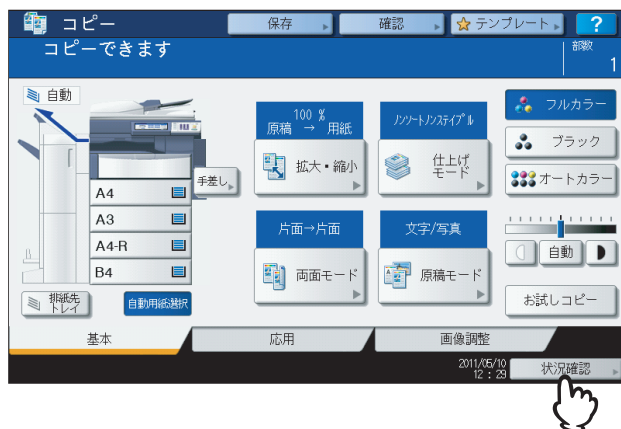 コピー
保存
確認
テンプレート
?
コピーできます
部数
1
自動
100 %
原稿 → 用紙
ﾉﾝｿｰﾄ/ﾉﾝｽﾃｲﾌﾟﾙ
フルカラー
拡大・縮小
仕上げ
モード
ブラック
オートカラー
手差し
A4
A3
A4-R
B4
片面→片面
文字/写真
両面モード
原稿モード
自動
排紙先
トレイ
自動用紙選択
お試しコピー
基本
応用
画像調整
2011/05/10
12 : 29
状況確認